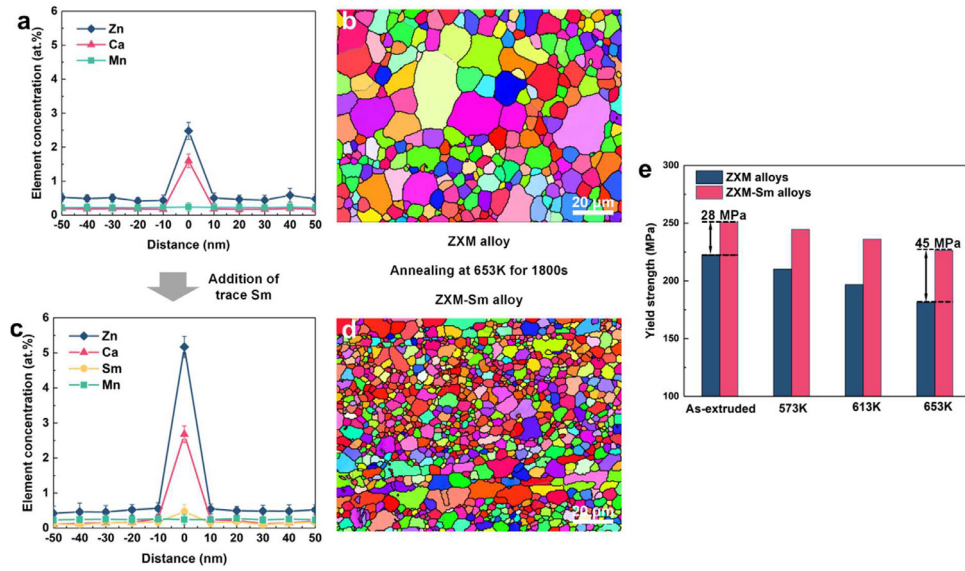 a
Zn
Ca
Mn
Element concentration (at.%)
6
5
4
3
2
1
0
-50 -40 -30 -20 -10 0 10 20 30 40 50
Distance (nm)
b
20 μm
ZXM alloy
Addition of
trace Sm
Annealing at 653K for 1800s
ZXM-Sm alloy
c
Zn
Ca
Sm
Mn
Element concentration (at.%)
6
5
4
3
2
1
0
-50 -40 -30 -20 -10 0 10 20 30 40 50
Distance (nm)
d
20 μm
e
ZXM alloys
ZXM-Sm alloys
28 MPa
45 MPa
Yield strength (MPa)
300
250
200
150
100
As-extruded 573K 613K 653K